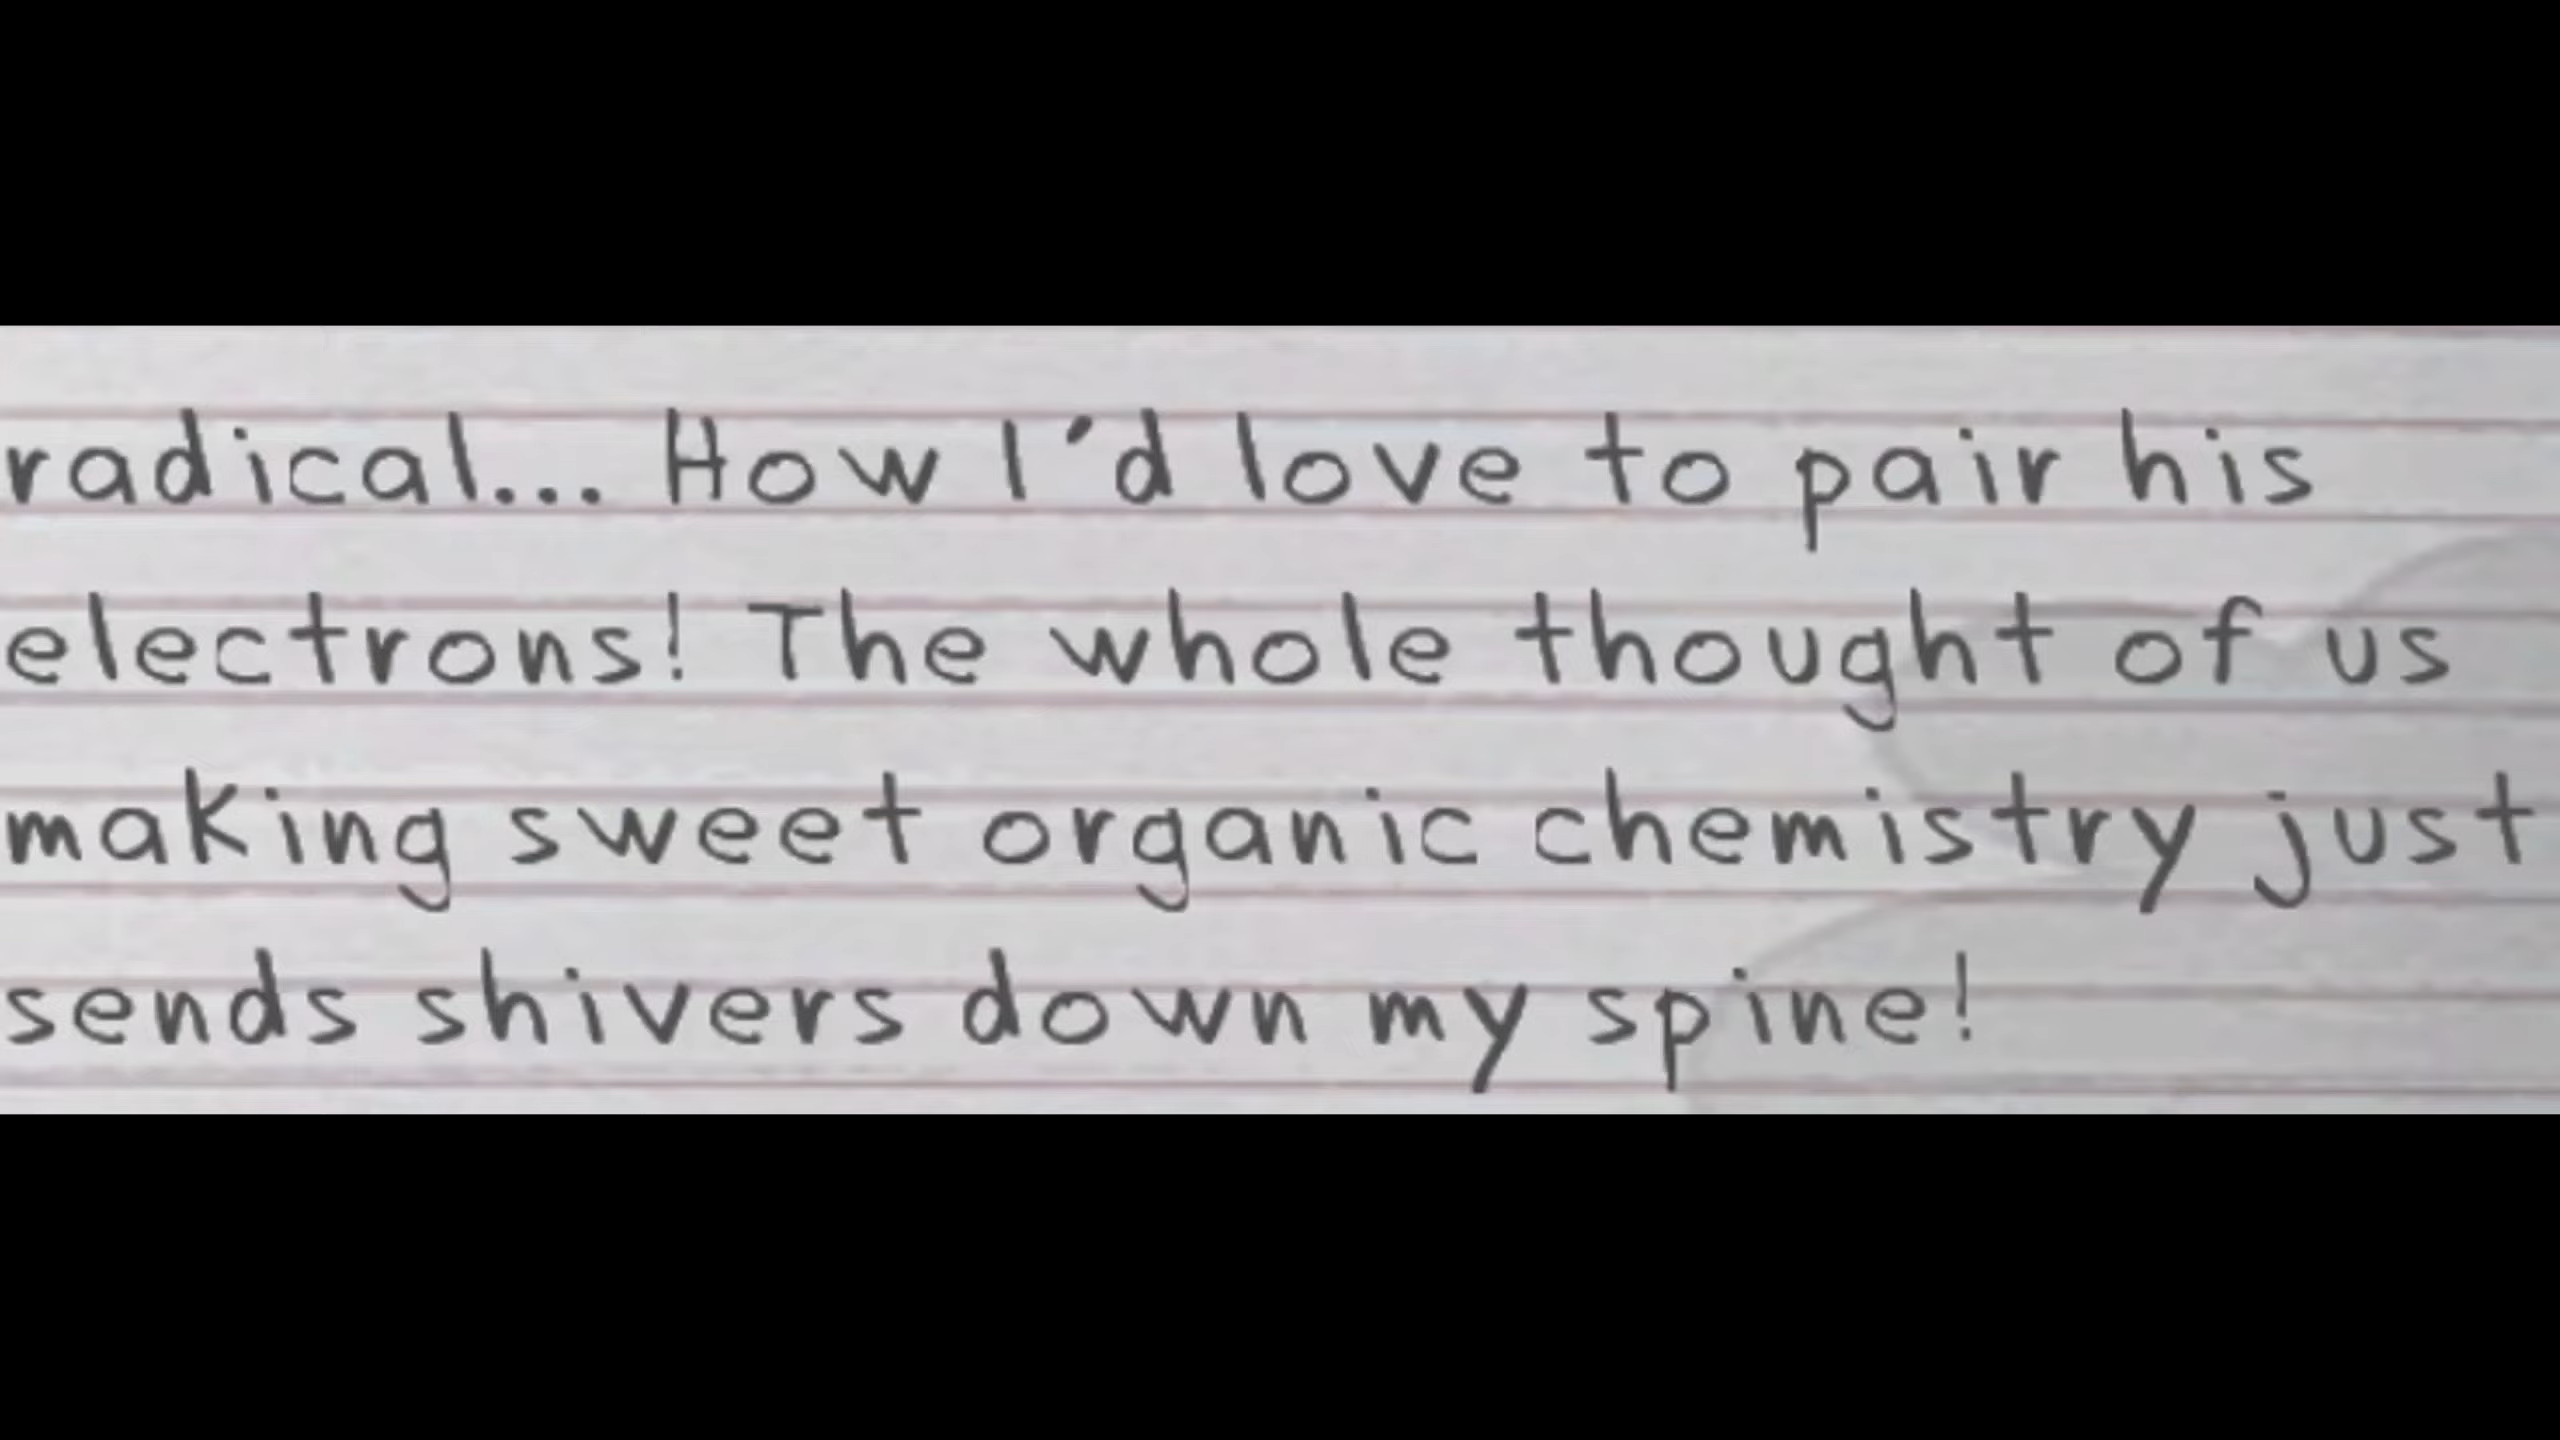 radical... How I'd love to pair his
electrons! The whole thought of us
making sweet organic chemistry just
sends shivers down my spine!